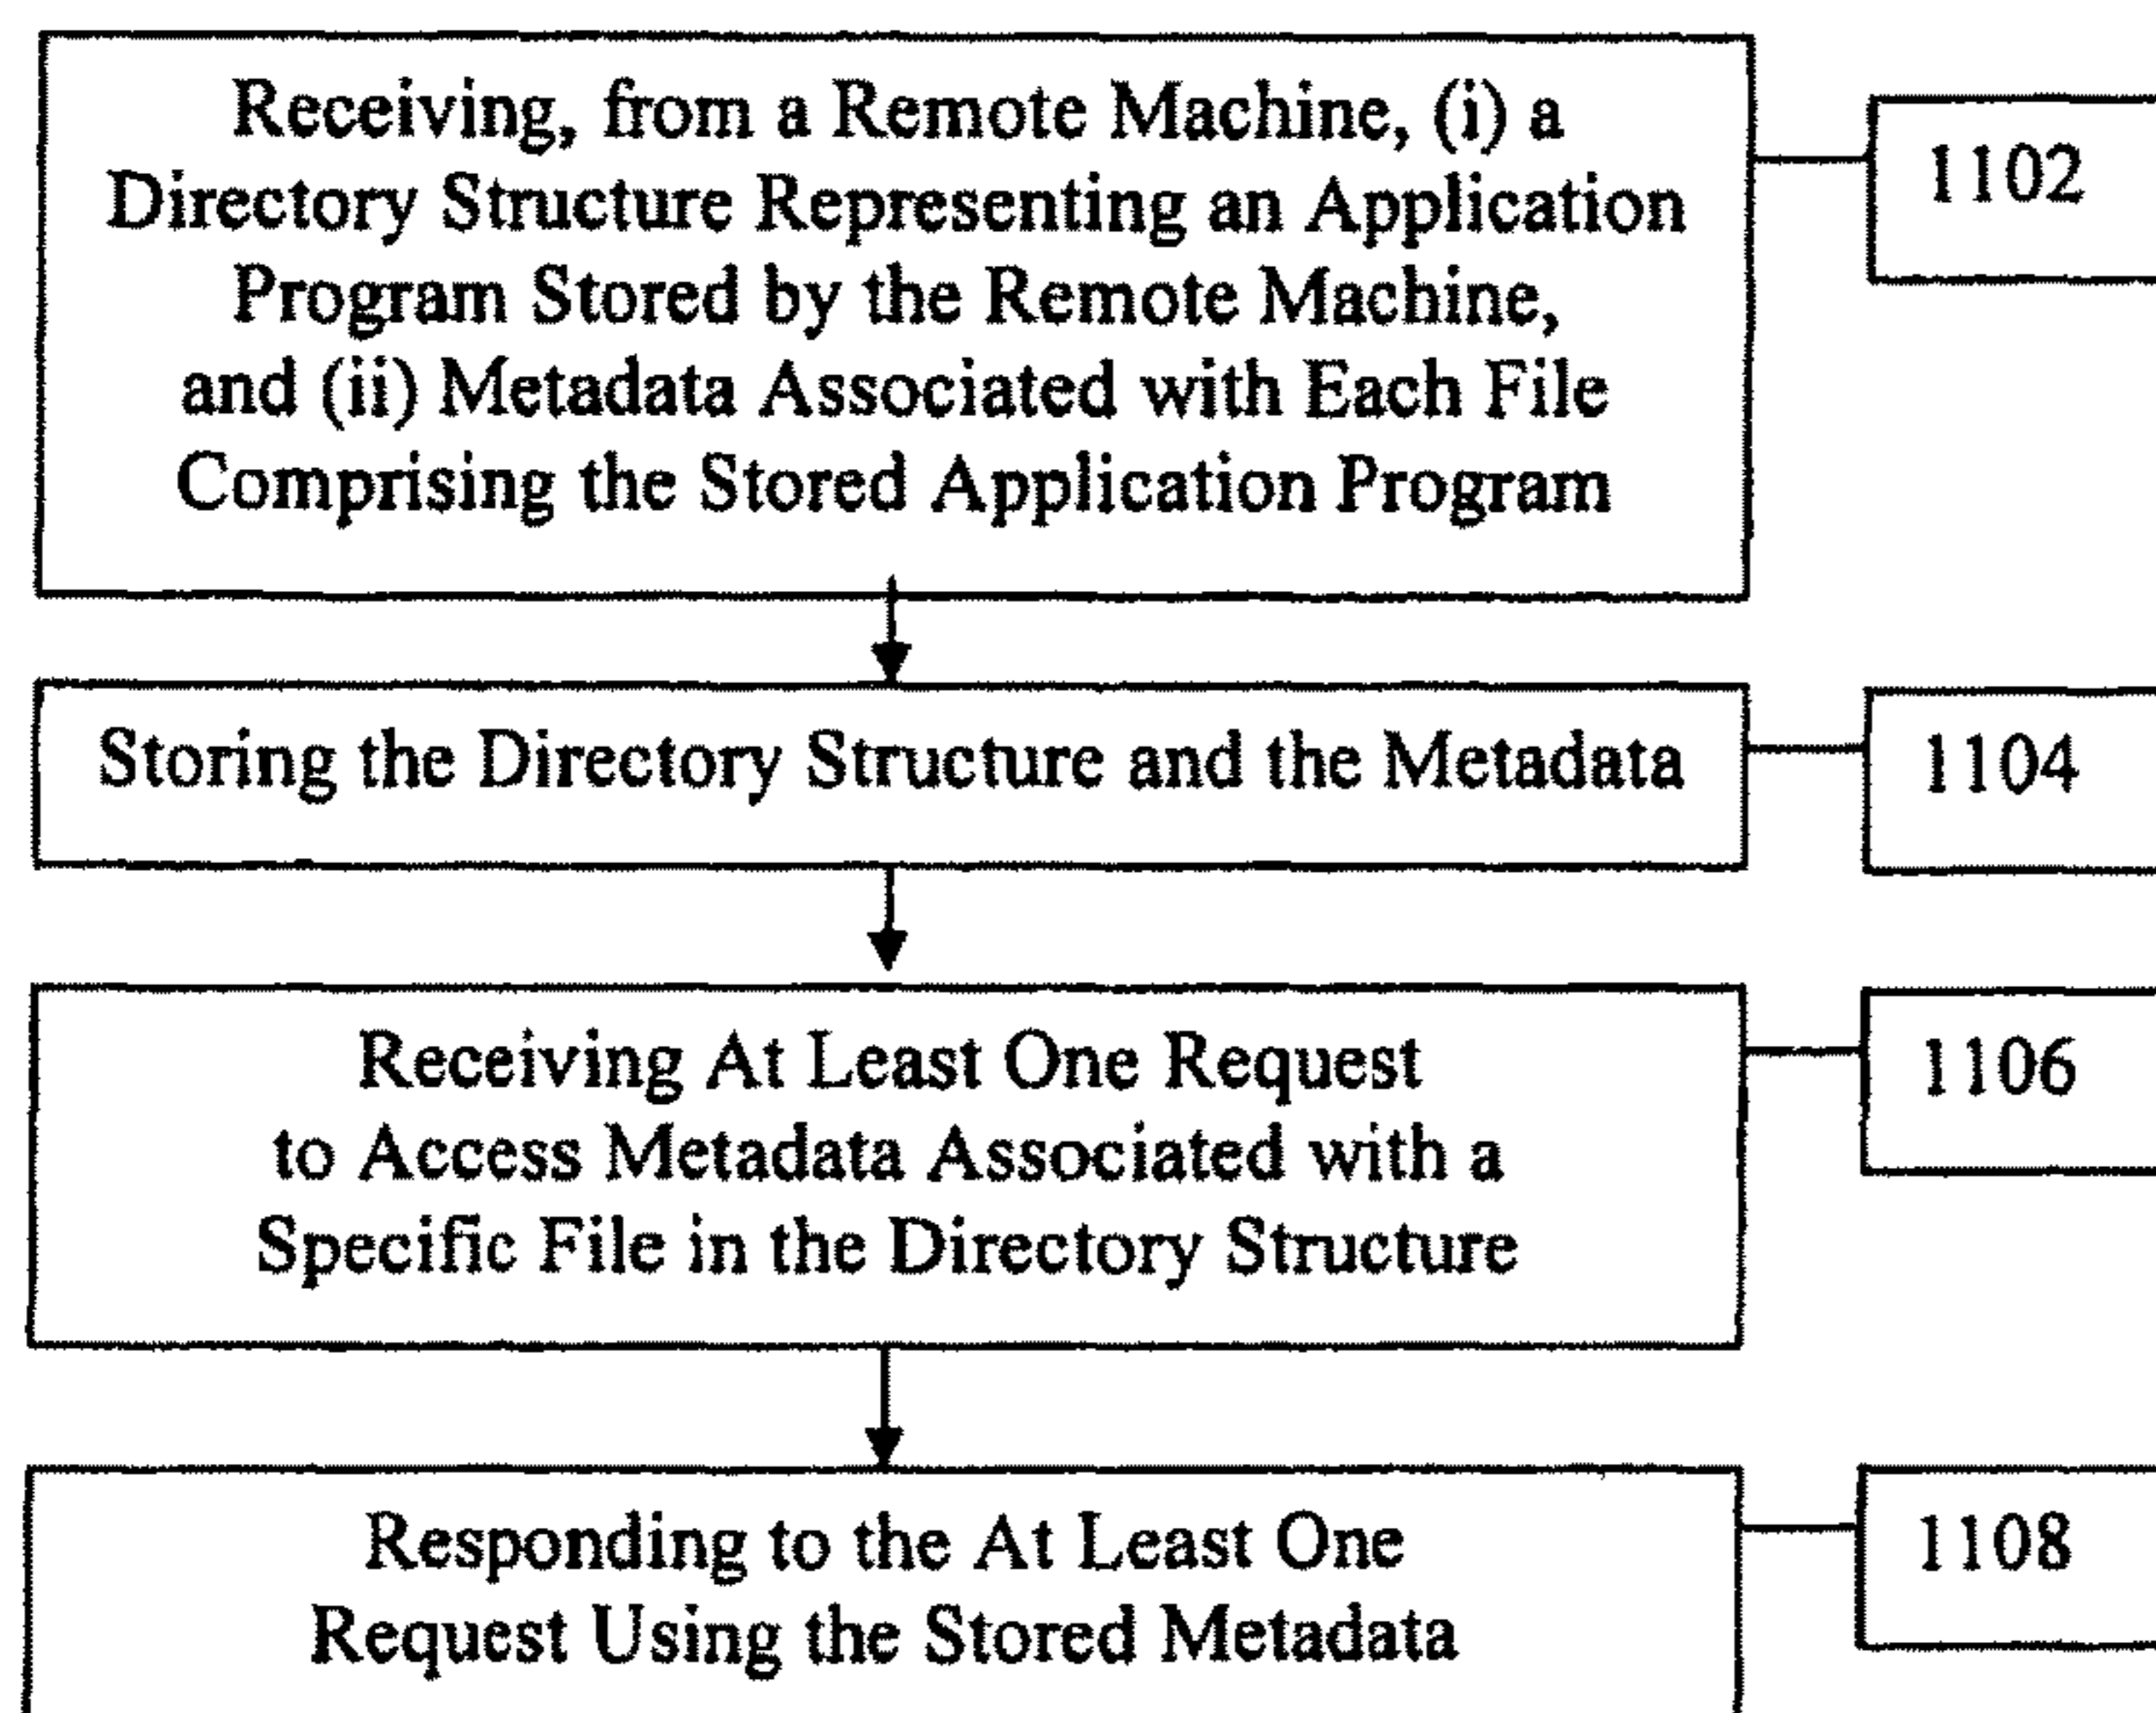 Receiving, from a Remote Machine, (i) a
Directory Structure Representing an Application
Program Stored by the Remote Machine,
and (ii) Metadata Associated with Each File
Comprising the Stored Application Program
1102
Storing the Directory Structure and the Metadata
1104
Receiving At Least One Request
to Access Metadata Associated with a
Specific File in the Directory Structure
1106
Responding to the At Least One
Request Using the Stored Metadata
1108